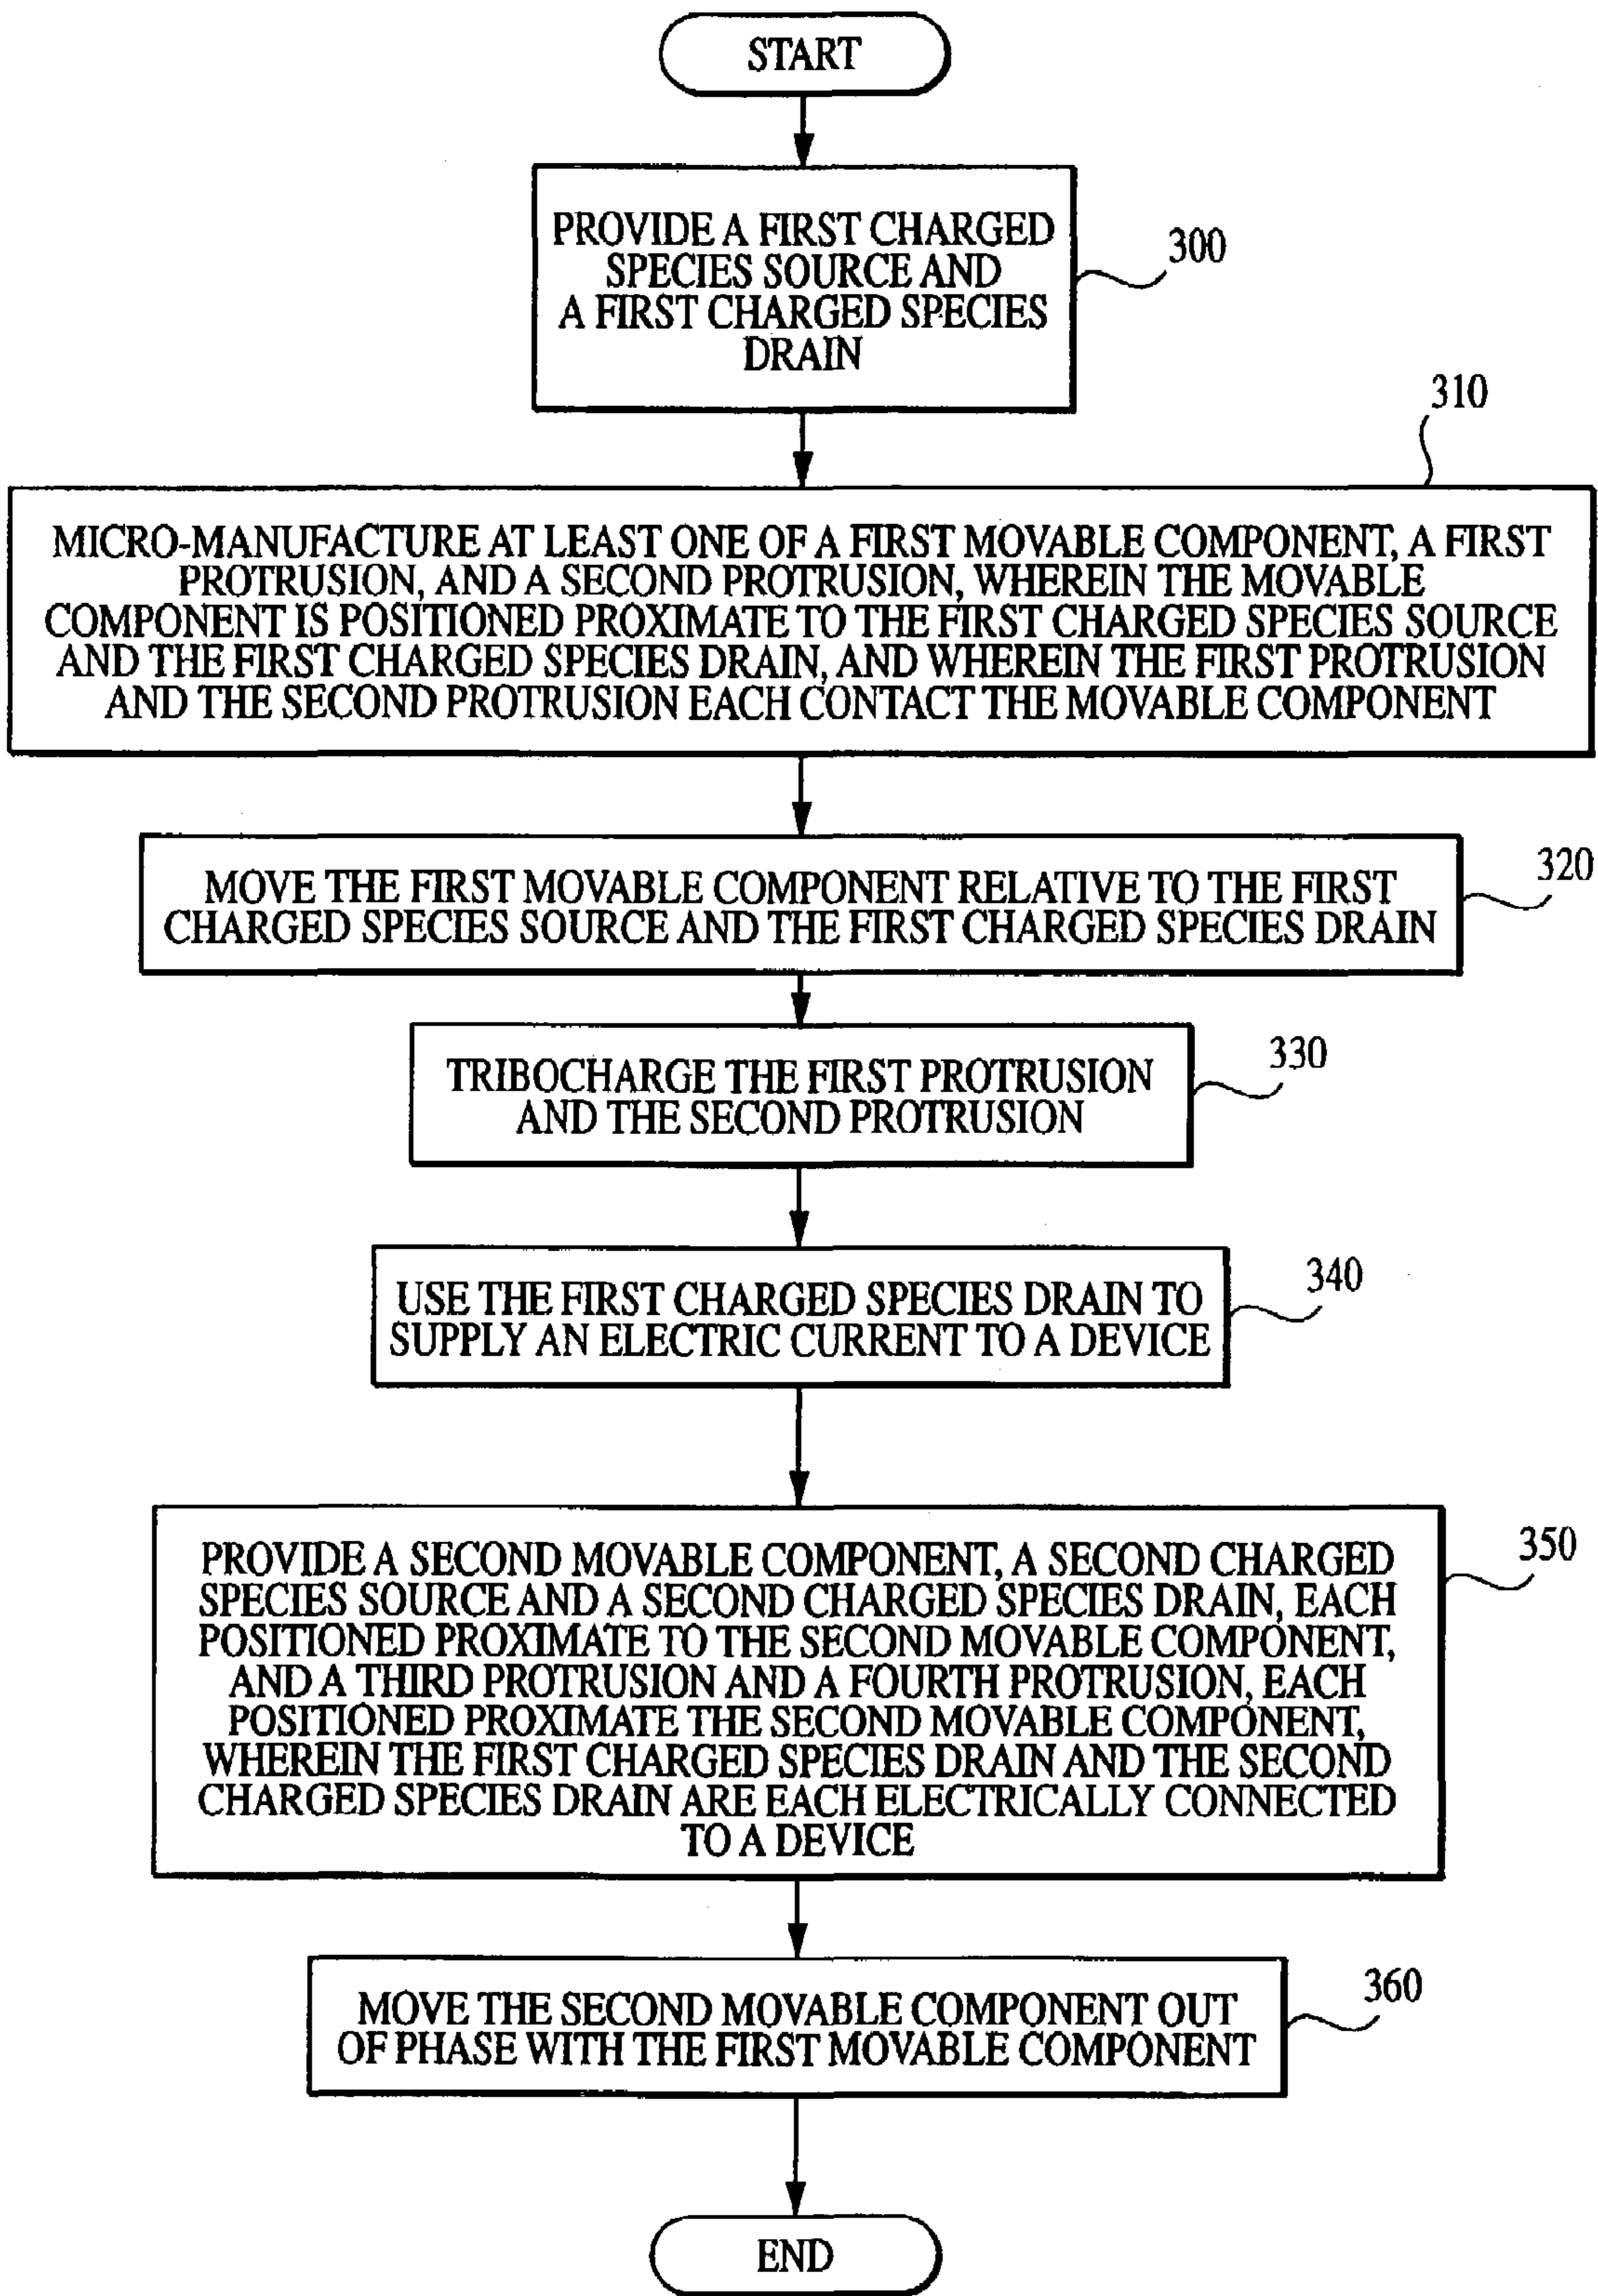 START
PROVIDE A FIRST CHARGED
SPECIES SOURCE AND
A FIRST CHARGED SPECIES
DRAIN
300
310
MICRO-MANUFACTURE AT LEAST ONE OF A FIRST MOVABLE COMPONENT, A FIRST
PROTRUSION, AND A SECOND PROTRUSION, WHEREIN THE MOVABLE
COMPONENT IS POSITIONED PROXIMATE TO THE FIRST CHARGED SPECIES SOURCE
AND THE FIRST CHARGED SPECIES DRAIN, AND WHEREIN THE FIRST PROTRUSION
AND THE SECOND PROTRUSION EACH CONTACT THE MOVABLE COMPONENT
MOVE THE FIRST MOVABLE COMPONENT RELATIVE TO THE FIRST
CHARGED SPECIES SOURCE AND THE FIRST CHARGED SPECIES DRAIN
320
TRIBOCHARGE THE FIRST PROTRUSION
AND THE SECOND PROTRUSION
330
USE THE FIRST CHARGED SPECIES DRAIN TO
SUPPLY AN ELECTRIC CURRENT TO A DEVICE
340
PROVIDE A SECOND MOVABLE COMPONENT, A SECOND CHARGED
SPECIES SOURCE AND A SECOND CHARGED SPECIES DRAIN, EACH
POSITIONED PROXIMATE TO THE SECOND MOVABLE COMPONENT,
AND A THIRD PROTRUSION AND A FOURTH PROTRUSION, EACH
POSITIONED PROXIMATE THE SECOND MOVABLE COMPONENT,
WHEREIN THE FIRST CHARGED SPECIES DRAIN AND THE SECOND
CHARGED SPECIES DRAIN ARE EACH ELECTRICALLY CONNECTED
TO A DEVICE
350
MOVE THE SECOND MOVABLE COMPONENT OUT
OF PHASE WITH THE FIRST MOVABLE COMPONENT
360
END